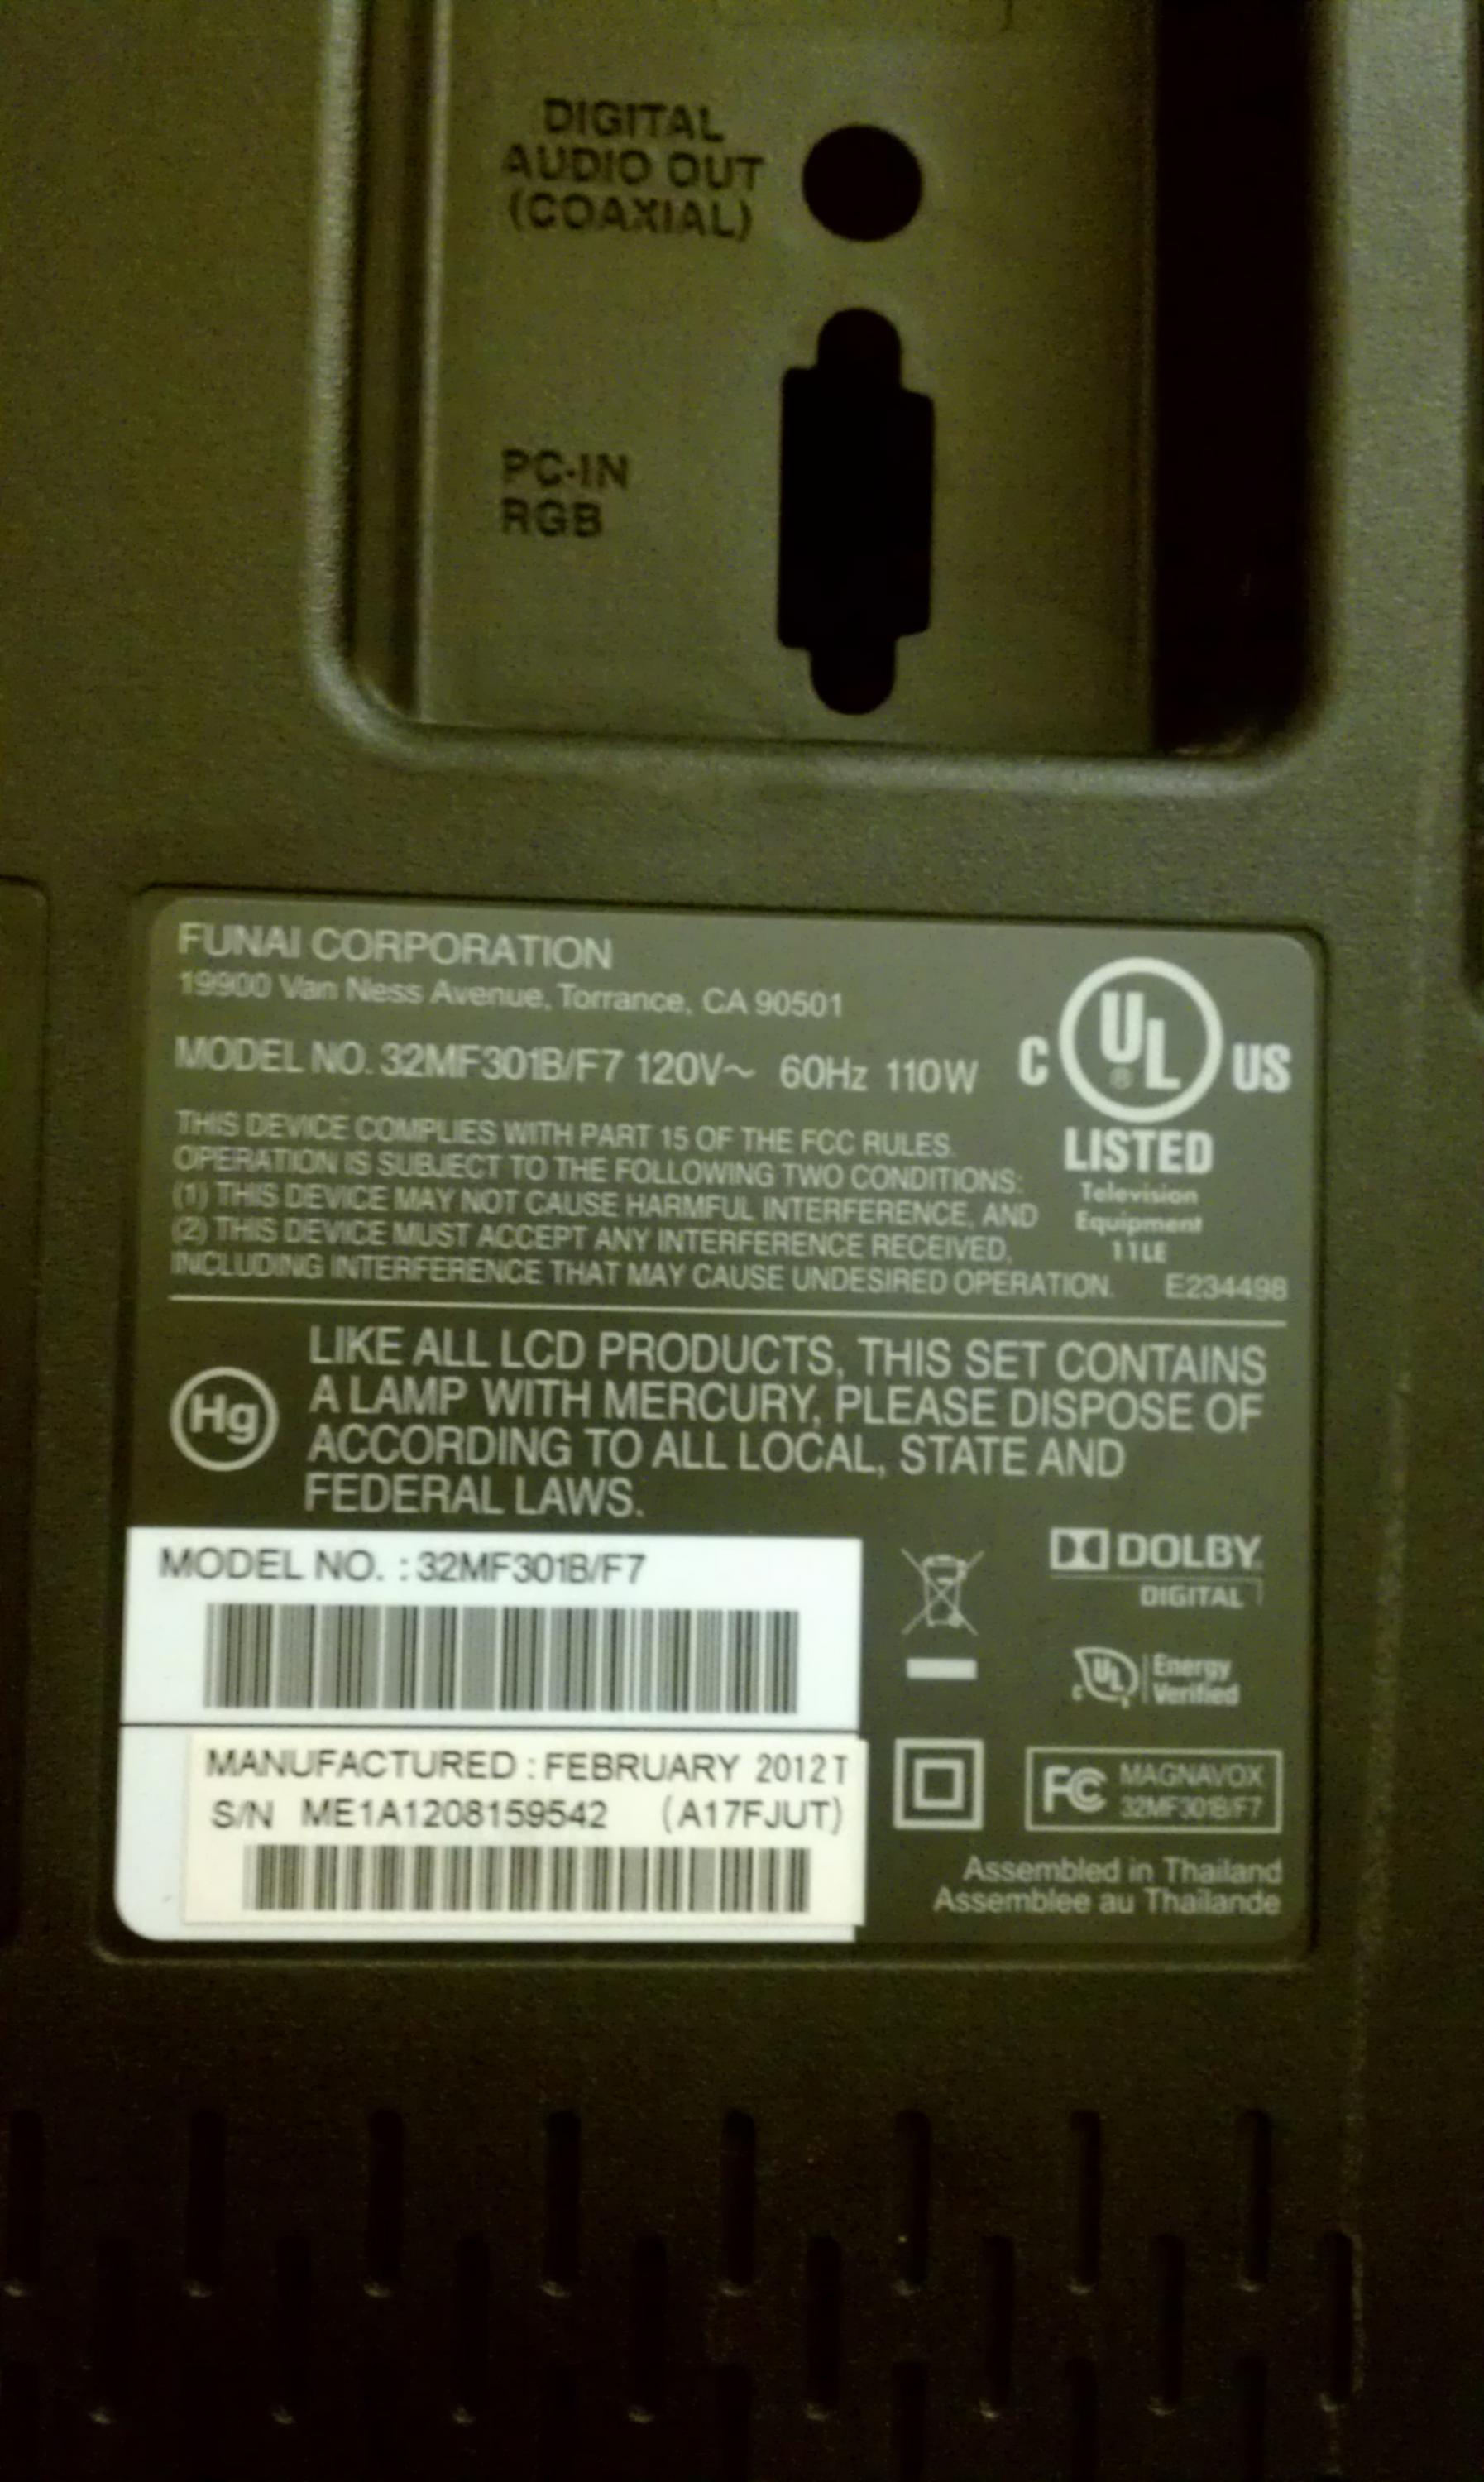 DIGITAL
AUDIO OUT
(COAXIAL)
PC-IN
RGB
FUNAI CORPORATION
19900 Van Ness Avenue, Torrance, CA 90501
MODEL NO. 32MF301B/F7 120V~ 60Hz 110W
C UL ® US
LISTED
Television
Equipment
11LE
E234498
THIS DEVICE COMPLIES WITH PART 15 OF THE FCC RULES.
OPERATION IS SUBJECT TO THE FOLLOWING TWO CONDITIONS:
(1) THIS DEVICE MAY NOT CAUSE HARMFUL INTERFERENCE, AND
(2) THIS DEVICE MUST ACCEPT ANY INTERFERENCE RECEIVED,
INCLUDING INTERFERENCE THAT MAY CAUSE UNDESIRED OPERATION.
Hg
LIKE ALL LCD PRODUCTS, THIS SET CONTAINS
A LAMP WITH MERCURY, PLEASE DISPOSE OF
ACCORDING TO ALL LOCAL, STATE AND
FEDERAL LAWS.
MODEL NO. : 32MF301B/F7
MANUFACTURED : FEBRUARY 2012 T
S/N ME1A1208159542 (A17FJUT)
DOLBY
DIGITAL
c UL Energy
Verified
FC MAGNAVOX
32MF301B/F7
Assembled in Thailand
Assemblee au Thailande